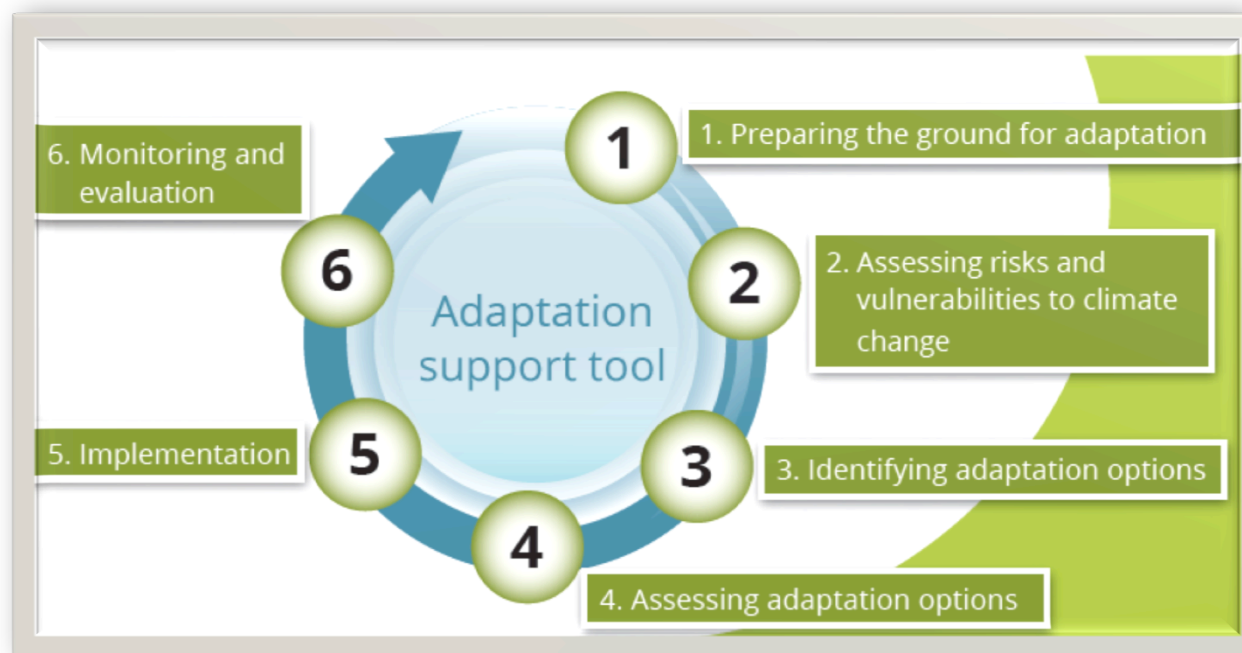 1
1. Preparing the ground for adaptation
2
2. Assessing risks and
vulnerabilities to climate
change
3
3. Identifying adaptation options
4
4. Assessing adaptation options
5
5. Implementation
6
6. Monitoring and
evaluation
Adaptation
support tool